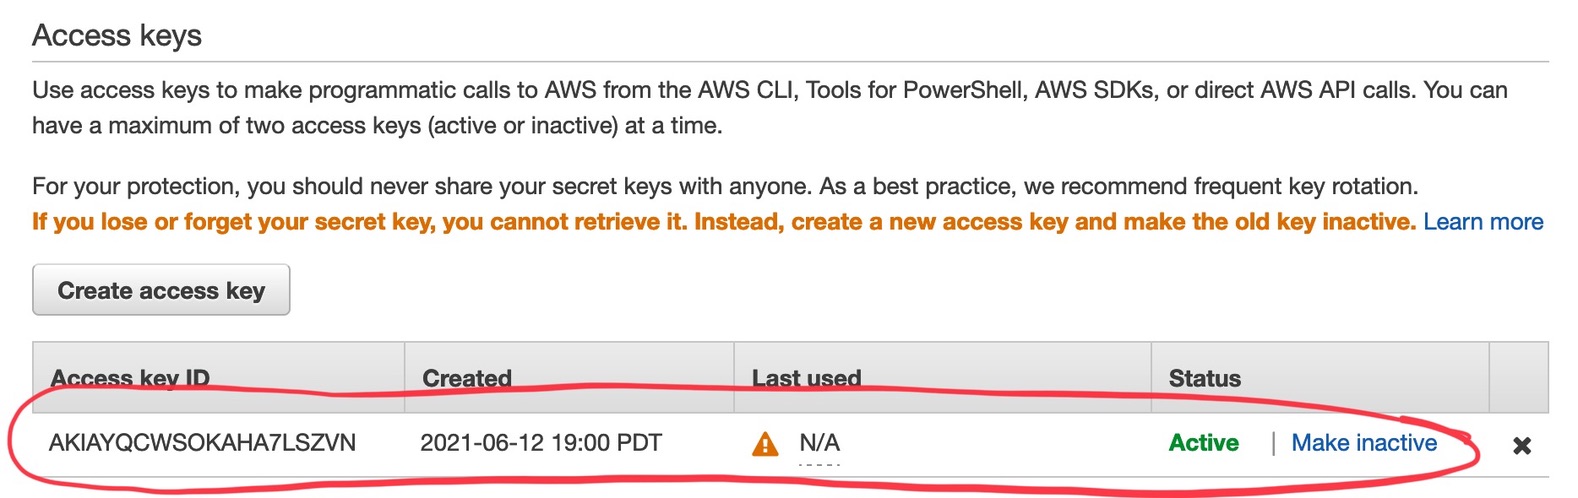 Access keys
Use access keys to make programmatic calls to AWS from the AWS CLI, Tools for PowerShell, AWS SDKs, or direct AWS API calls. You can
have a maximum of two access keys (active or inactive) at a time.
For your protection, you should never share your secret keys with anyone. As a best practice, we recommend frequent key rotation.
If you lose or forget your secret key, you cannot retrieve it. Instead, create a new access key and make the old key inactive. Learn more
Create access key
Access key ID Created Last used Status
AKIAYQCWSOKAHA7LSZVN 2021-06-12 19:00 PDT N/A Active | Make inactive